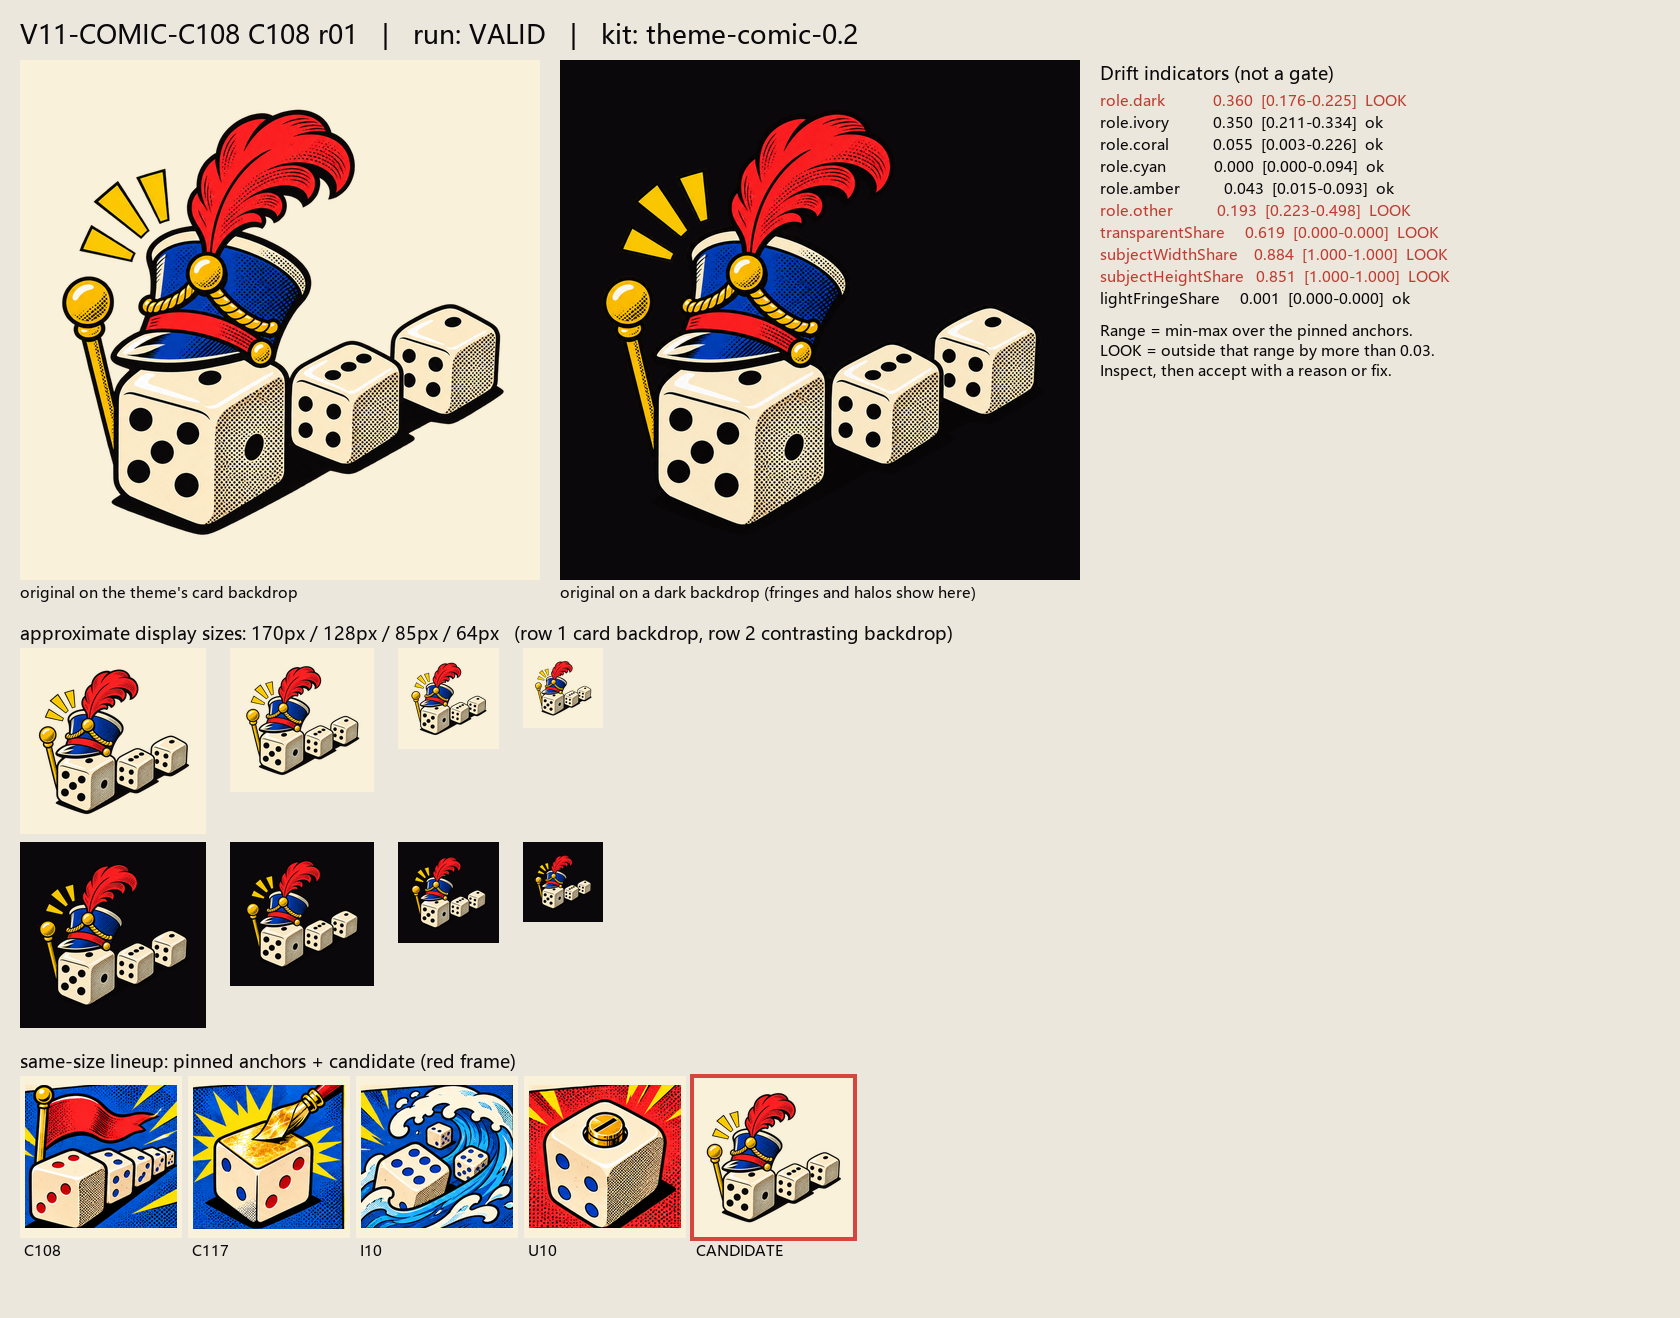 V11-COMIC-C108 C108 r01 | run: VALID | kit: theme-comic-0.2
Drift indicators (not a gate)
role.dark 0.360 [0.176-0.225] LOOK
role.ivory 0.350 [0.211-0.334] ok
role.coral 0.055 [0.003-0.226] ok
role.cyan 0.000 [0.000-0.094] ok
role.amber 0.043 [0.015-0.093] ok
role.other 0.193 [0.223-0.498] LOOK
transparentShare 0.619 [0.000-0.000] LOOK
subjectWidthShare 0.884 [1.000-1.000] LOOK
subjectHeightShare 0.851 [1.000-1.000] LOOK
lightFringeShare 0.001 [0.000-0.000] ok
Range = min-max over the pinned anchors.
LOOK = outside that range by more than 0.03.
Inspect, then accept with a reason or fix.
original on the theme's card backdrop
original on a dark backdrop (fringes and halos show here)
approximate display sizes: 170px / 128px / 85px / 64px (row 1 card backdrop, row 2 contrasting backdrop)
same-size lineup: pinned anchors + candidate (red frame)
C108
C117
I10
U10
CANDIDATE